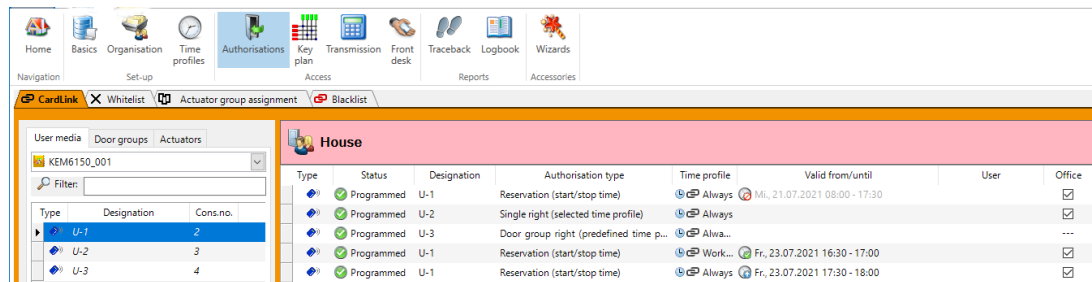 Home Basics Organisation Time profiles Authorisations Key plan Transmission Front desk Traceback Logbook Wizards
Navigation Set-up Access Reports Accessories
CardLink Whitelist Actuator group assignment Blacklist
User media Door groups Actuators
KEM6150_001
Filter:
Type Designation Cons.no.
U-1 2
U-2 3
U-3 4
House
Type Status Designation Authorisation type Time profile Valid from/until User Office
Programmed U-1 Reservation (start/stop time) Always Mi., 21.07.2021 08:00 - 17:30
Programmed U-2 Single right (selected time profile) Always
Programmed U-3 Door group right (predefined time p... Alwa... ---
Programmed U-1 Reservation (start/stop time) Work... Fr., 23.07.2021 16:30 - 17:00
Programmed U-1 Reservation (start/stop time) Always Fr., 23.07.2021 17:30 - 18:00